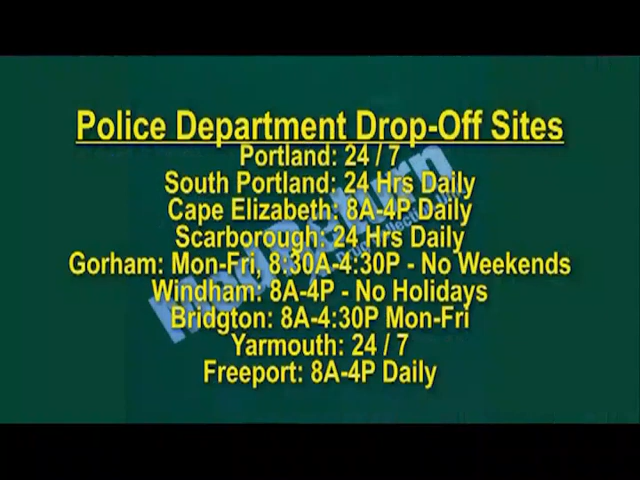 Police Department Drop-Off Sites
Portland: 24 / 7
South Portland: 24 Hrs Daily
Cape Elizabeth: 8A-4P Daily
Scarborough: 24 Hrs Daily
Gorham: Mon-Fri, 8:30A-4:30P - No Weekends
Windham: 8A-4P - No Holidays
Bridgton: 8A-4:30P Mon-Fri
Yarmouth: 24 / 7
Freeport: 8A-4P Daily